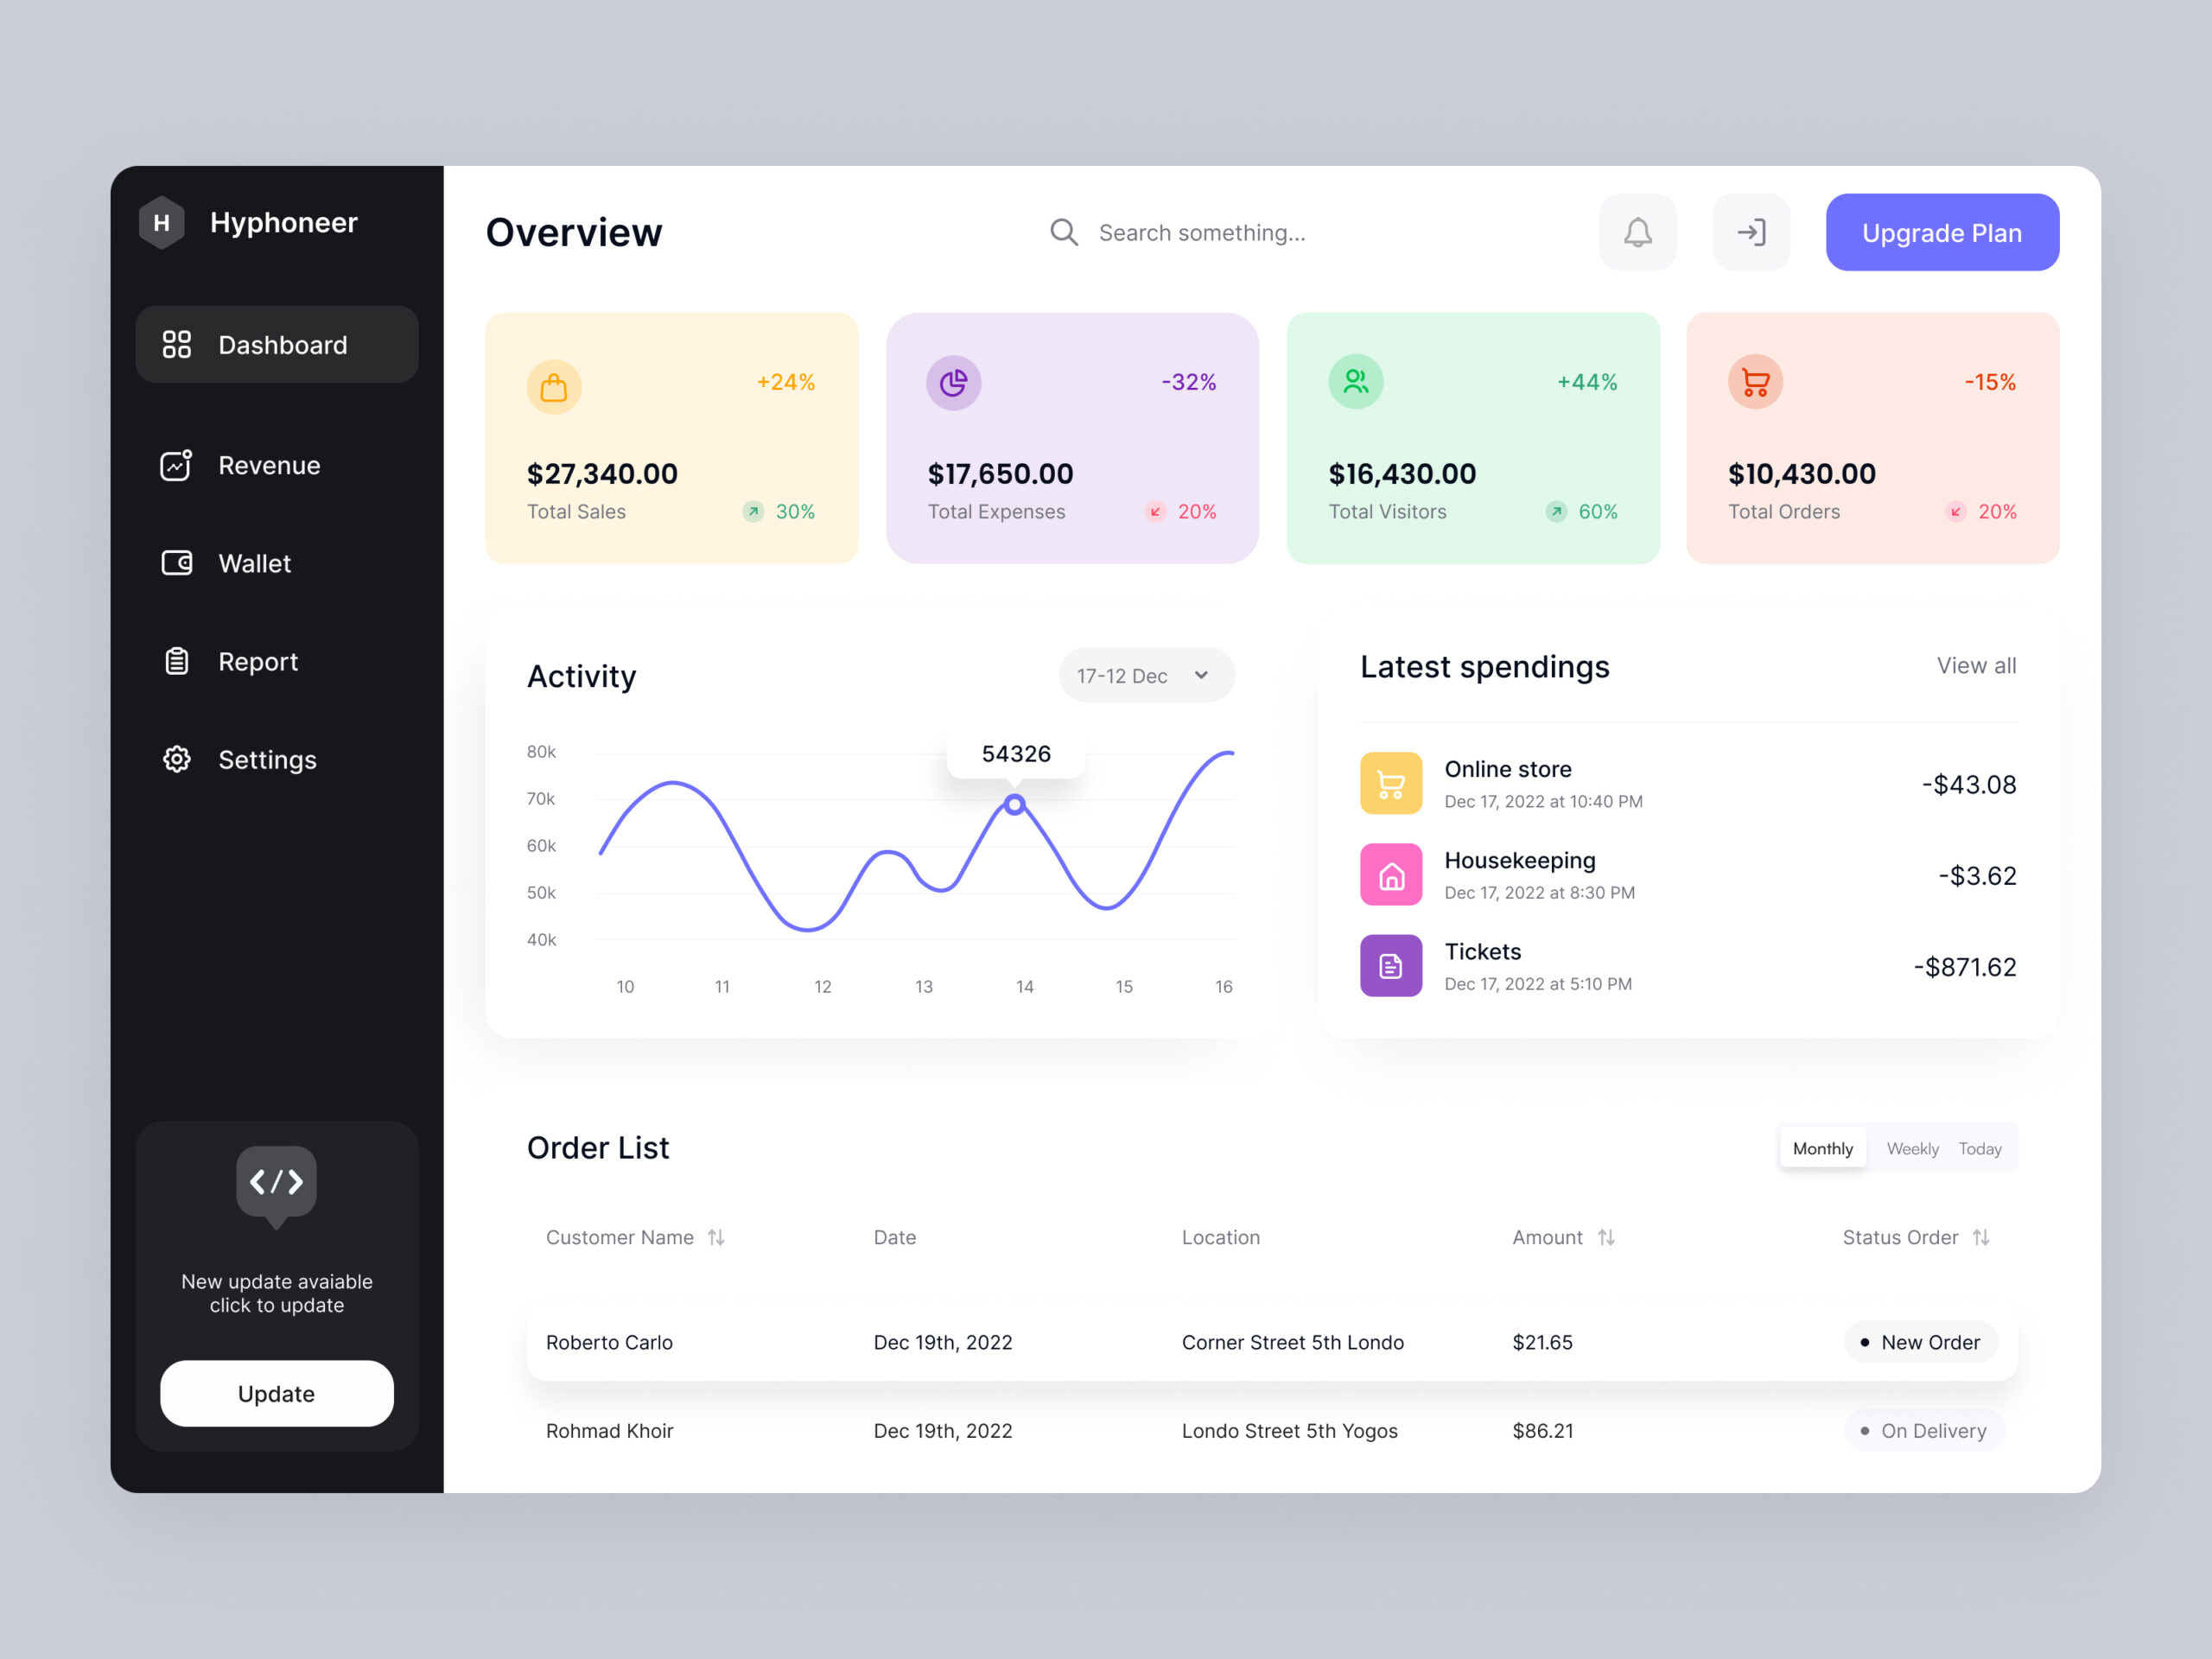 H Hyphoneer
Dashboard
Revenue
Wallet
Report
Settings
New update avaiable
click to update
Update
Overview
Search something...
Upgrade Plan
+24%
$27,340.00
Total Sales
30%
-32%
$17,650.00
Total Expenses
20%
+44%
$16,430.00
Total Visitors
60%
-15%
$10,430.00
Total Orders
20%
Activity
17-12 Dec
80k
70k
60k
50k
40k
54326
10 11 12 13 14 15 16
Latest spendings
View all
Online store
Dec 17, 2022 at 10:40 PM
-$43.08
Housekeeping
Dec 17, 2022 at 8:30 PM
-$3.62
Tickets
Dec 17, 2022 at 5:10 PM
-$871.62
Order List
Monthly Weekly Today
Customer Name Date Location Amount Status Order
Roberto Carlo Dec 19th, 2022 Corner Street 5th Londo $21.65 New Order
Rohmad Khoir Dec 19th, 2022 Londo Street 5th Yogos $86.21 On Delivery